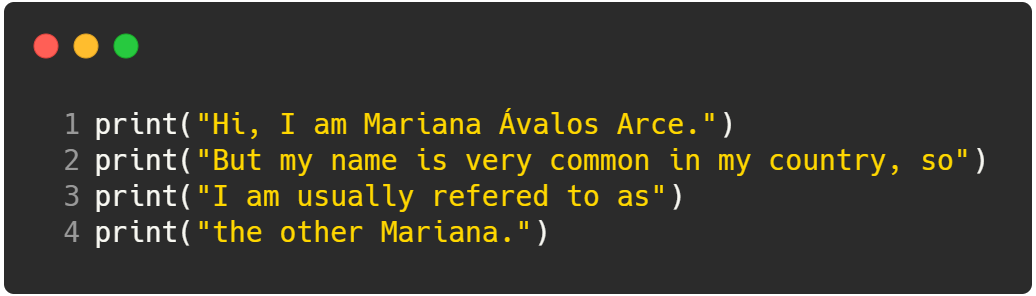 1 print("Hi, I am Mariana Ávalos Arce.")
2 print("But my name is very common in my country, so")
3 print("I am usually refered to as")
4 print("the other Mariana.")